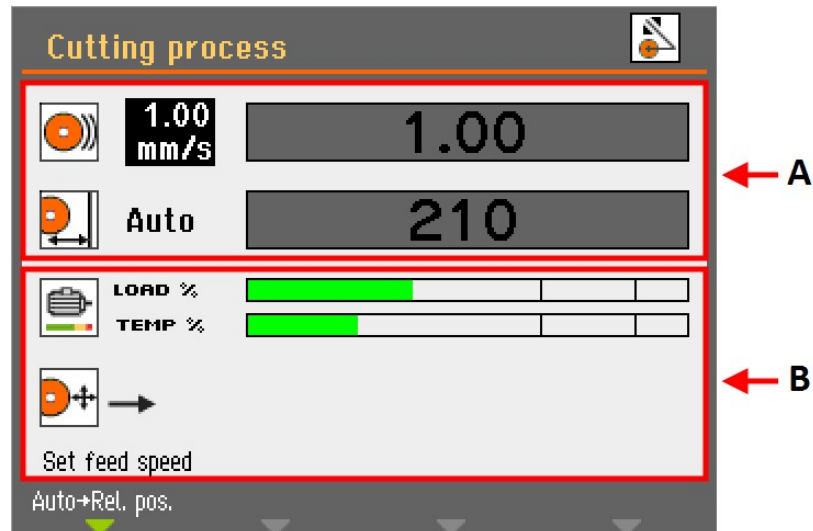 Cutting process
1.00
mm/s
1.00
A
Auto
210
LOAD %
TEMP %
B
Set feed speed
Auto→Rel. pos.